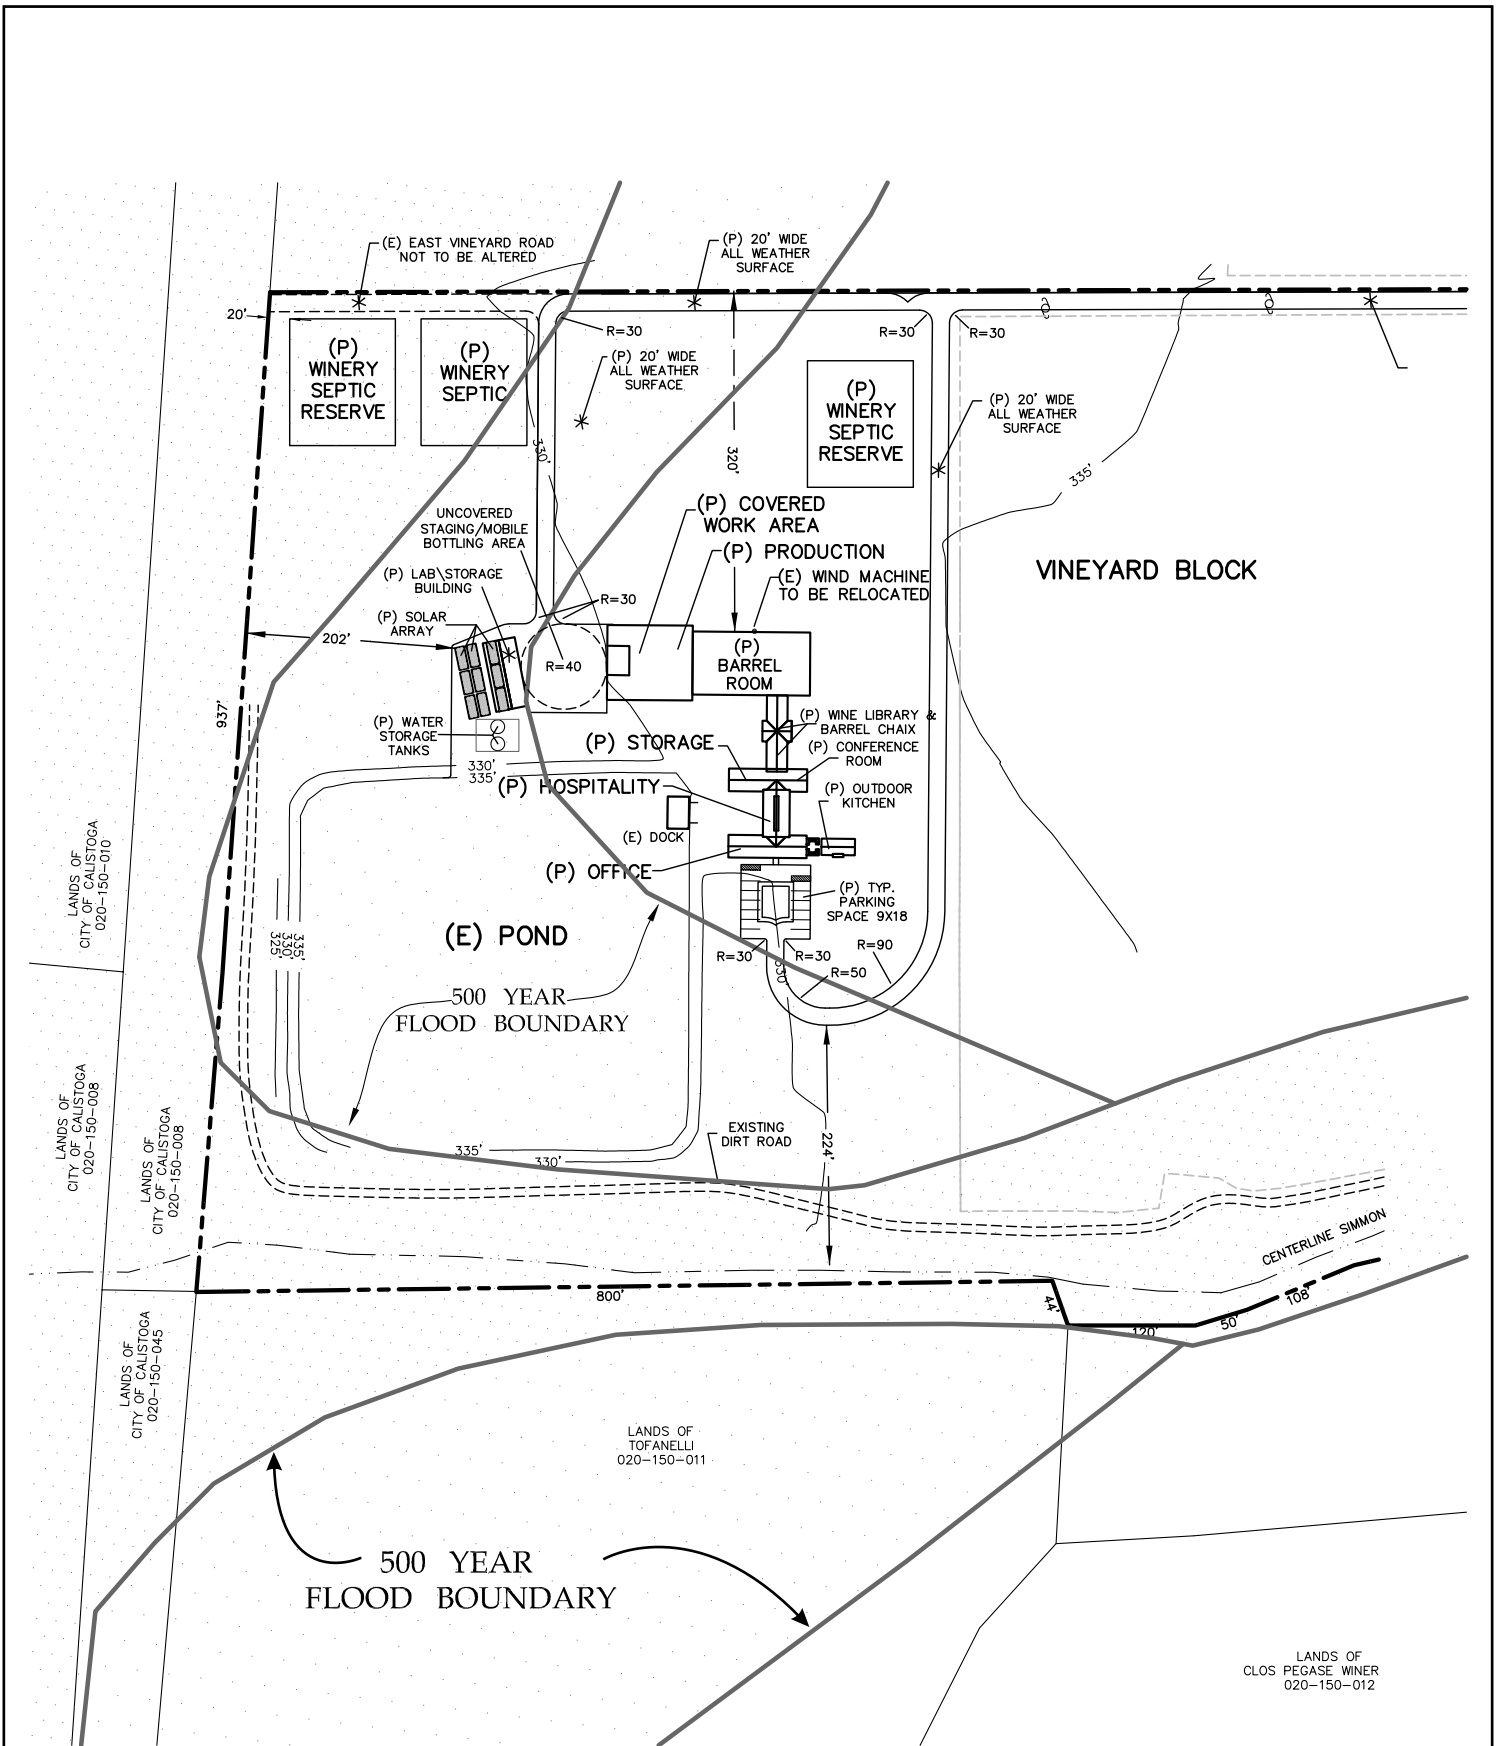 (E) EAST VINEYARD ROAD
NOT TO BE ALTERED
(P) 20' WIDE
ALL WEATHER
SURFACE
20'
R=30
R=30
R=30
(P)
WINERY
SEPTIC
RESERVE
(P)
WINERY
SEPTIC
(P) 20' WIDE
ALL WEATHER
SURFACE
(P)
WINERY
SEPTIC
RESERVE
(P) 20' WIDE
ALL WEATHER
SURFACE
330'
320'
335'
UNCOVERED
STAGING/MOBILE
BOTTLING AREA
(P) COVERED
WORK AREA
(P) PRODUCTION
(E) WIND MACHINE
TO BE RELOCATED
VINEYARD BLOCK
(P) LAB\STORAGE
BUILDING
R=30
(P) SOLAR
ARRAY
202'
R=40
(P)
BARREL
ROOM
937'
(P) WATER
STORAGE
TANKS
(P) WINE LIBRARY &
BARREL CHAIX
(P) STORAGE
(P) CONFERENCE
ROOM
330'
335'
(P) HOSPITALITY
(P) OUTDOOR
KITCHEN
(E) DOCK
(P) OFFICE
(P) TYP.
PARKING
SPACE 9X18
LANDS OF
CITY OF CALISTOGA
020-150-010
335'
330'
325'
(E) POND
R=30
R=30
R=90
R=50
330'
500 YEAR
FLOOD BOUNDARY
LANDS OF
CITY OF CALISTOGA
020-150-008
LANDS OF
CITY OF CALISTOGA
020-150-008
EXISTING
DIRT ROAD
335'
330'
224'
CENTERLINE SIMMON
800'
44'
120'
50'
108'
LANDS OF
CITY OF CALISTOGA
020-150-045
LANDS OF
TOFANELLI
020-150-011
500 YEAR
FLOOD BOUNDARY
LANDS OF
CLOS PEGASE WINER
020-150-012